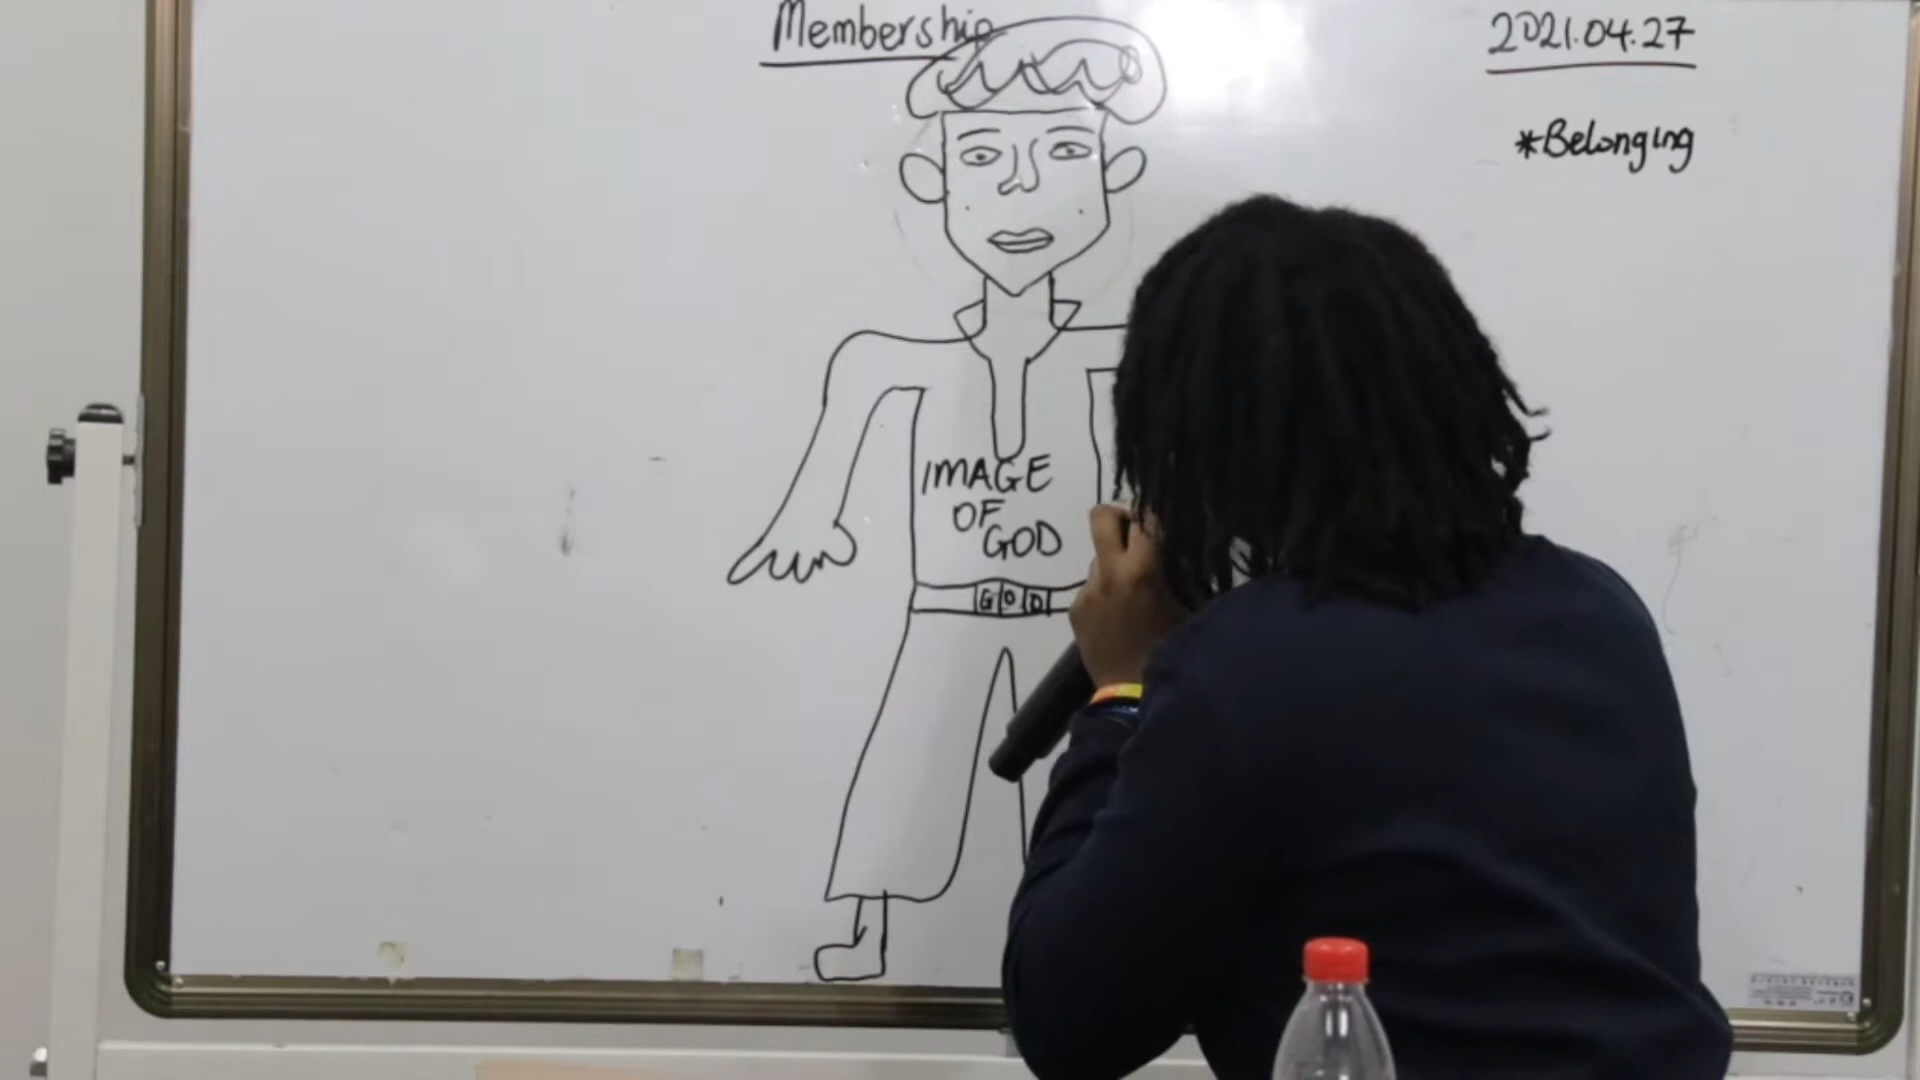 Membership
2021.04.27
*Belonging
IMAGE
OF
GOD
GOD